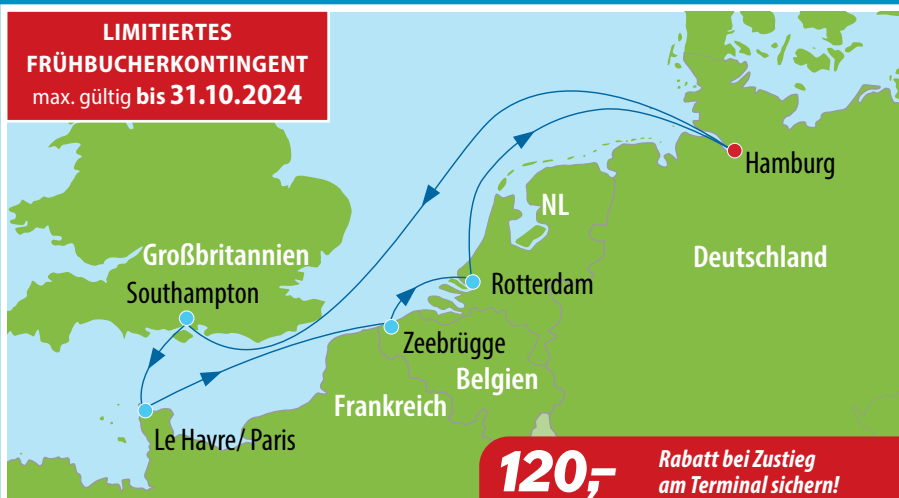 LIMITIERTES
FRÜHBUCHERKONTINGENT
max. gültig bis 31.10.2024
Hamburg
NL
Großbritannien
Deutschland
Southampton
Rotterdam
Zeebrügge
Belgien
Frankreich
Le Havre/ Paris
120,-
Rabatt bei Zustieg
am Terminal sichern!